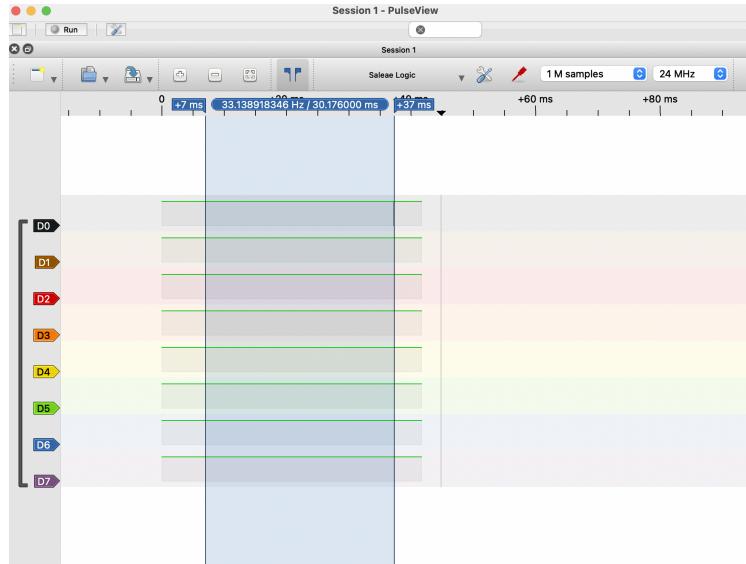 Session 1 - PulseView
Run
Session 1
Saleae Logic
1 M samples
24 MHz
0
+60 ms
+80 ms
+7 ms
33.138918346 Hz / 30.176000 ms
+37 ms
D0
D1
D2
D3
D4
D5
D6
D7